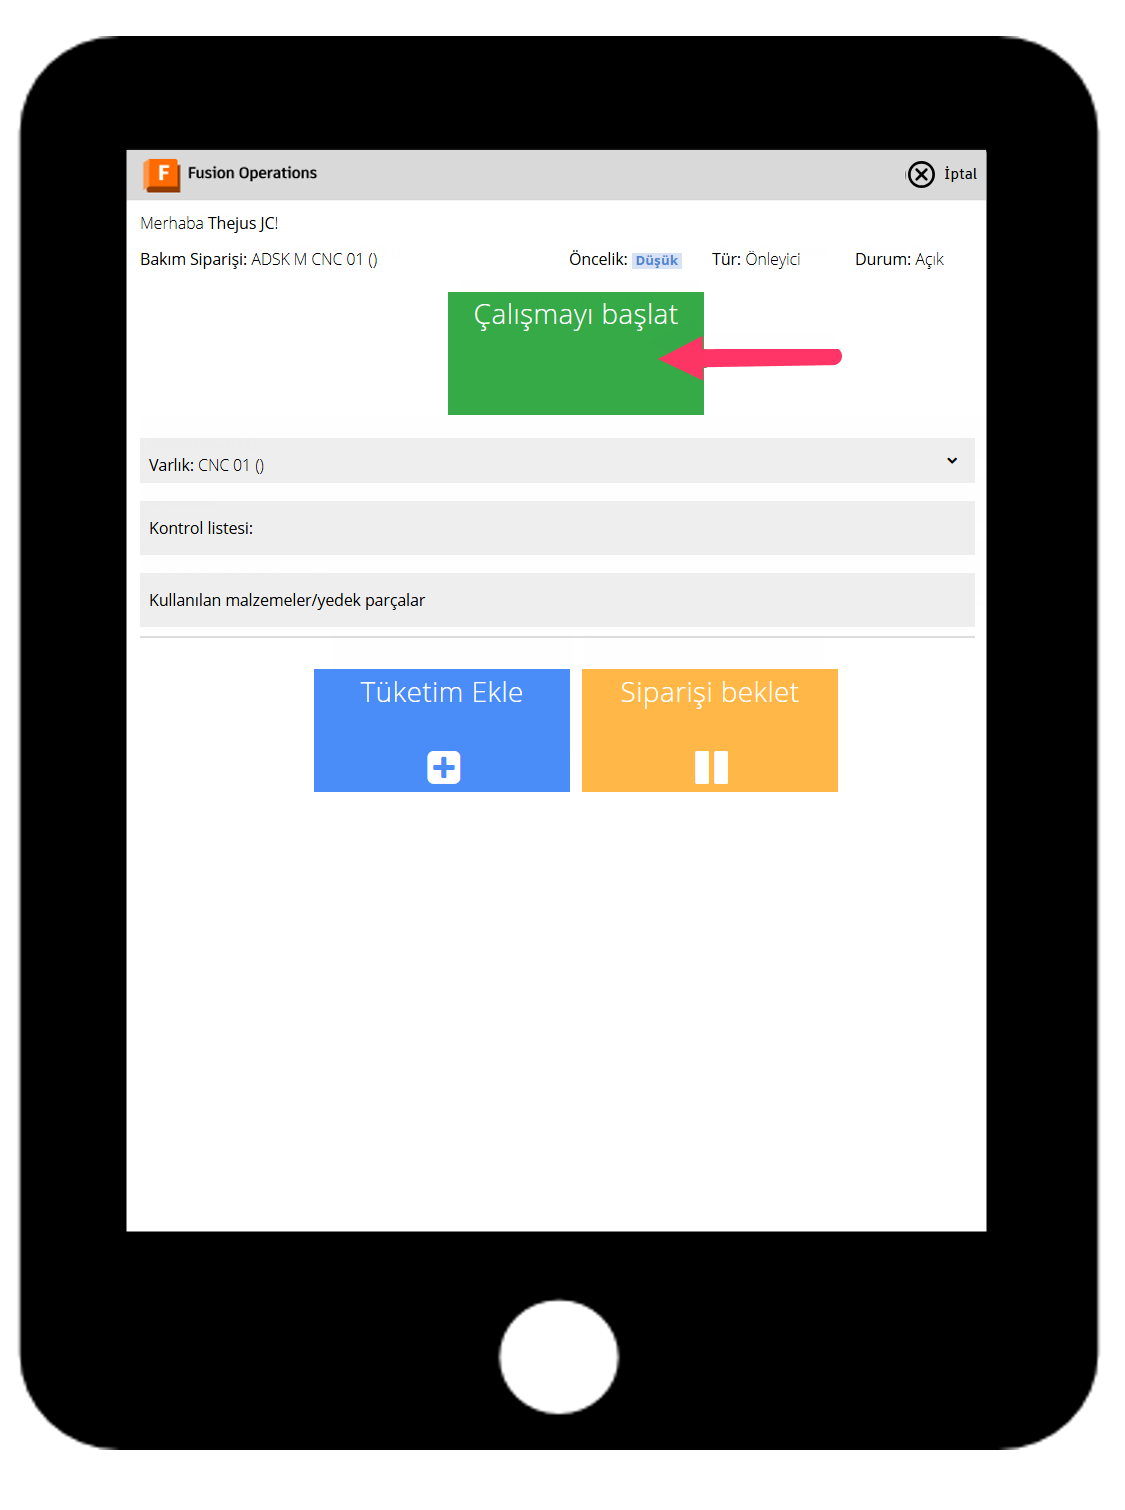 F Fusion Operations İptal
Merhaba Thejus JC!
Bakım Siparişi: ADSK M CNC 01 () Öncelik: Düşük Tür: Önleyici Durum: Açık
Çalışmayı başlat
Varlık: CNC 01 ()
Kontrol listesi:
Kullanılan malzemeler/yedek parçalar
Tüketim Ekle Siparişi beklet